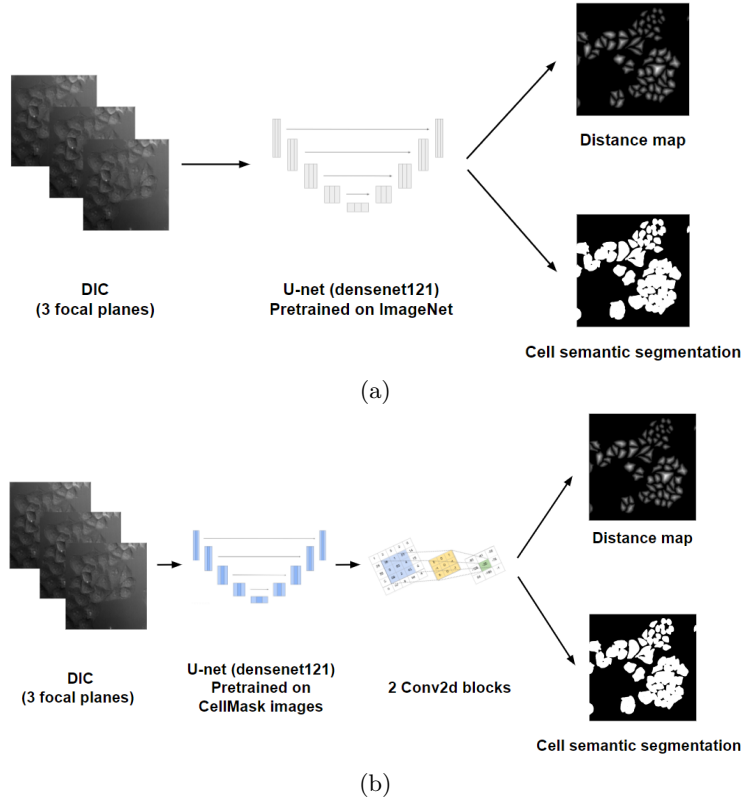 Distance map
DIC
(3 focal planes)
U-net (densenet121)
Pretrained on ImageNet
Cell semantic segmentation
(a)
Distance map
DIC
(3 focal planes)
U-net (densenet121)
Pretrained on
CellMask images
2 Conv2d blocks
Cell semantic segmentation
(b)